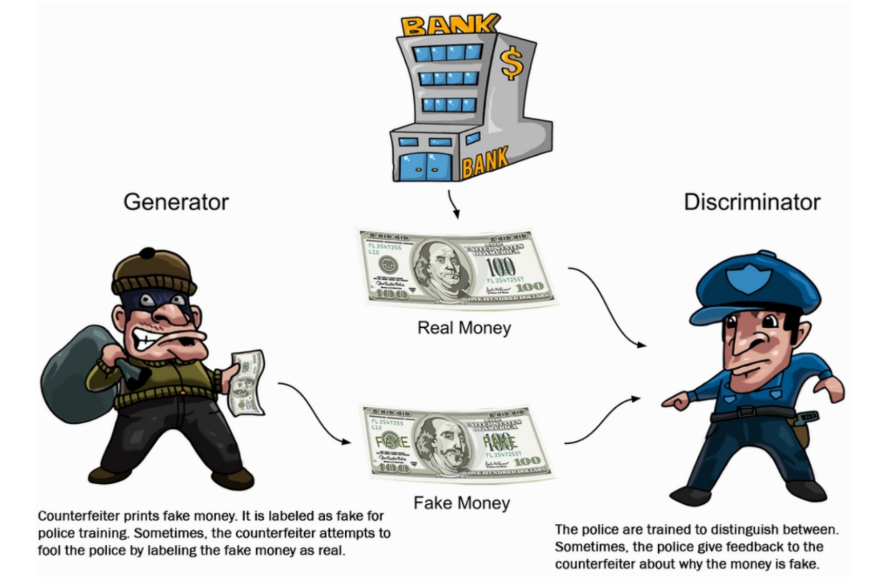 BANK
$
BANK
Generator
Discriminator
100
100
Real Money
FAKE
FAKE
100
Fake Money
Counterfeiter prints fake money. It is labeled as fake for
police training. Sometimes, the counterfeiter attempts to
fool the police by labeling the fake money as real.
The police are trained to distinguish between.
Sometimes, the police give feedback to the
counterfeiter about why the money is fake.